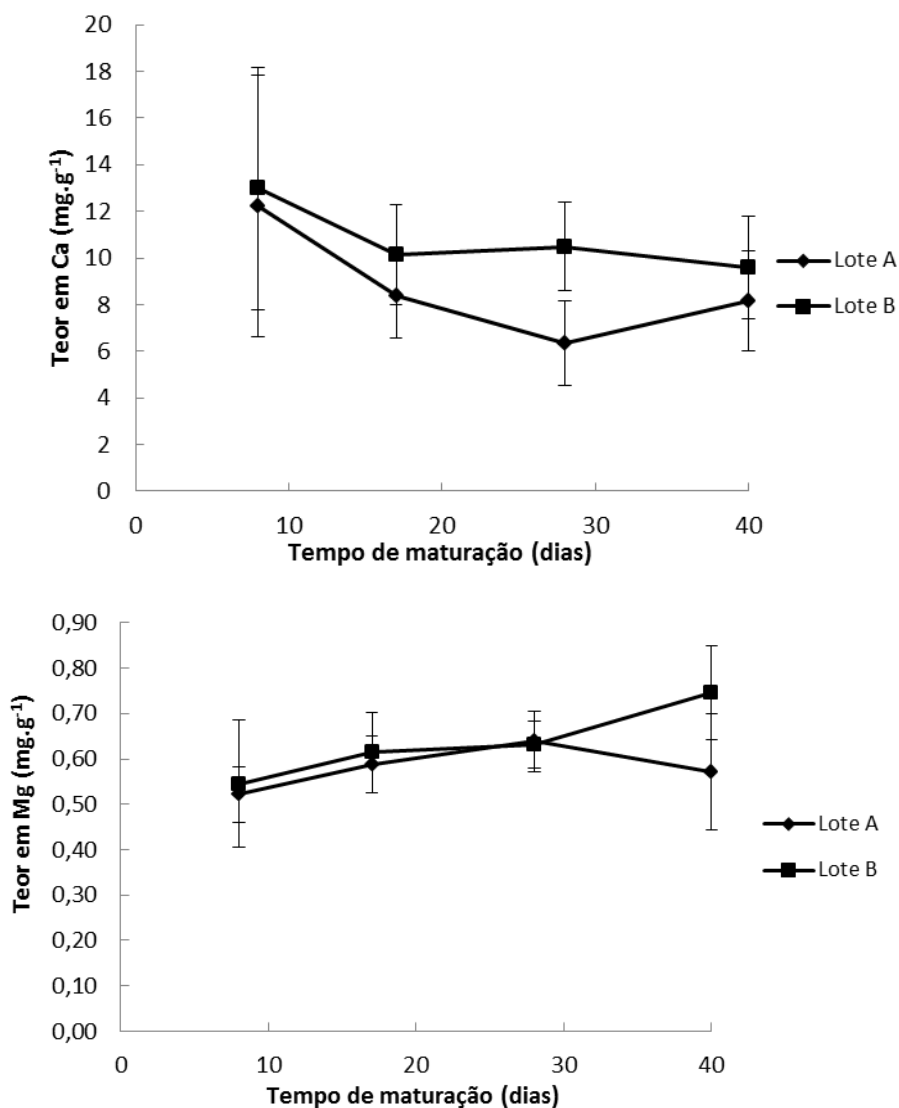 20
18
16
14
12
10
8
6
4
2
0
Teor em Ca (mg.g⁻¹)
0 10 20 30 40
Tempo de maturação (dias)
Lote A
Lote B
0,90
0,80
0,70
0,60
0,50
0,40
0,30
0,20
0,10
0,00
Teor em Mg (mg.g⁻¹)
0 10 20 30 40
Tempo de maturação (dias)
Lote A
Lote B